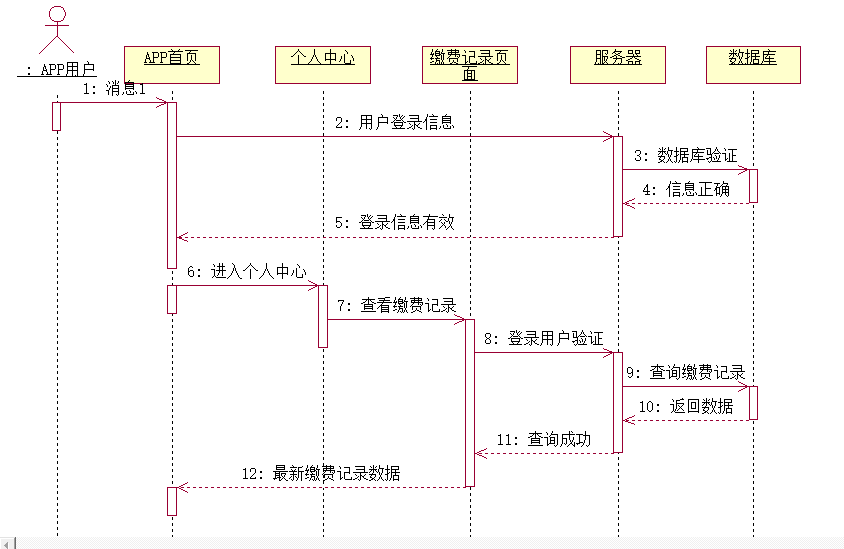 : APP用户
APP首页
个人中心
缴费记录页
面
服务器
数据库
1: 消息1
2: 用户登录信息
3: 数据库验证
4: 信息正确
5: 登录信息有效
6: 进入个人中心
7: 查看缴费记录
8: 登录用户验证
9: 查询缴费记录
10: 返回数据
11: 查询成功
12: 最新缴费记录数据